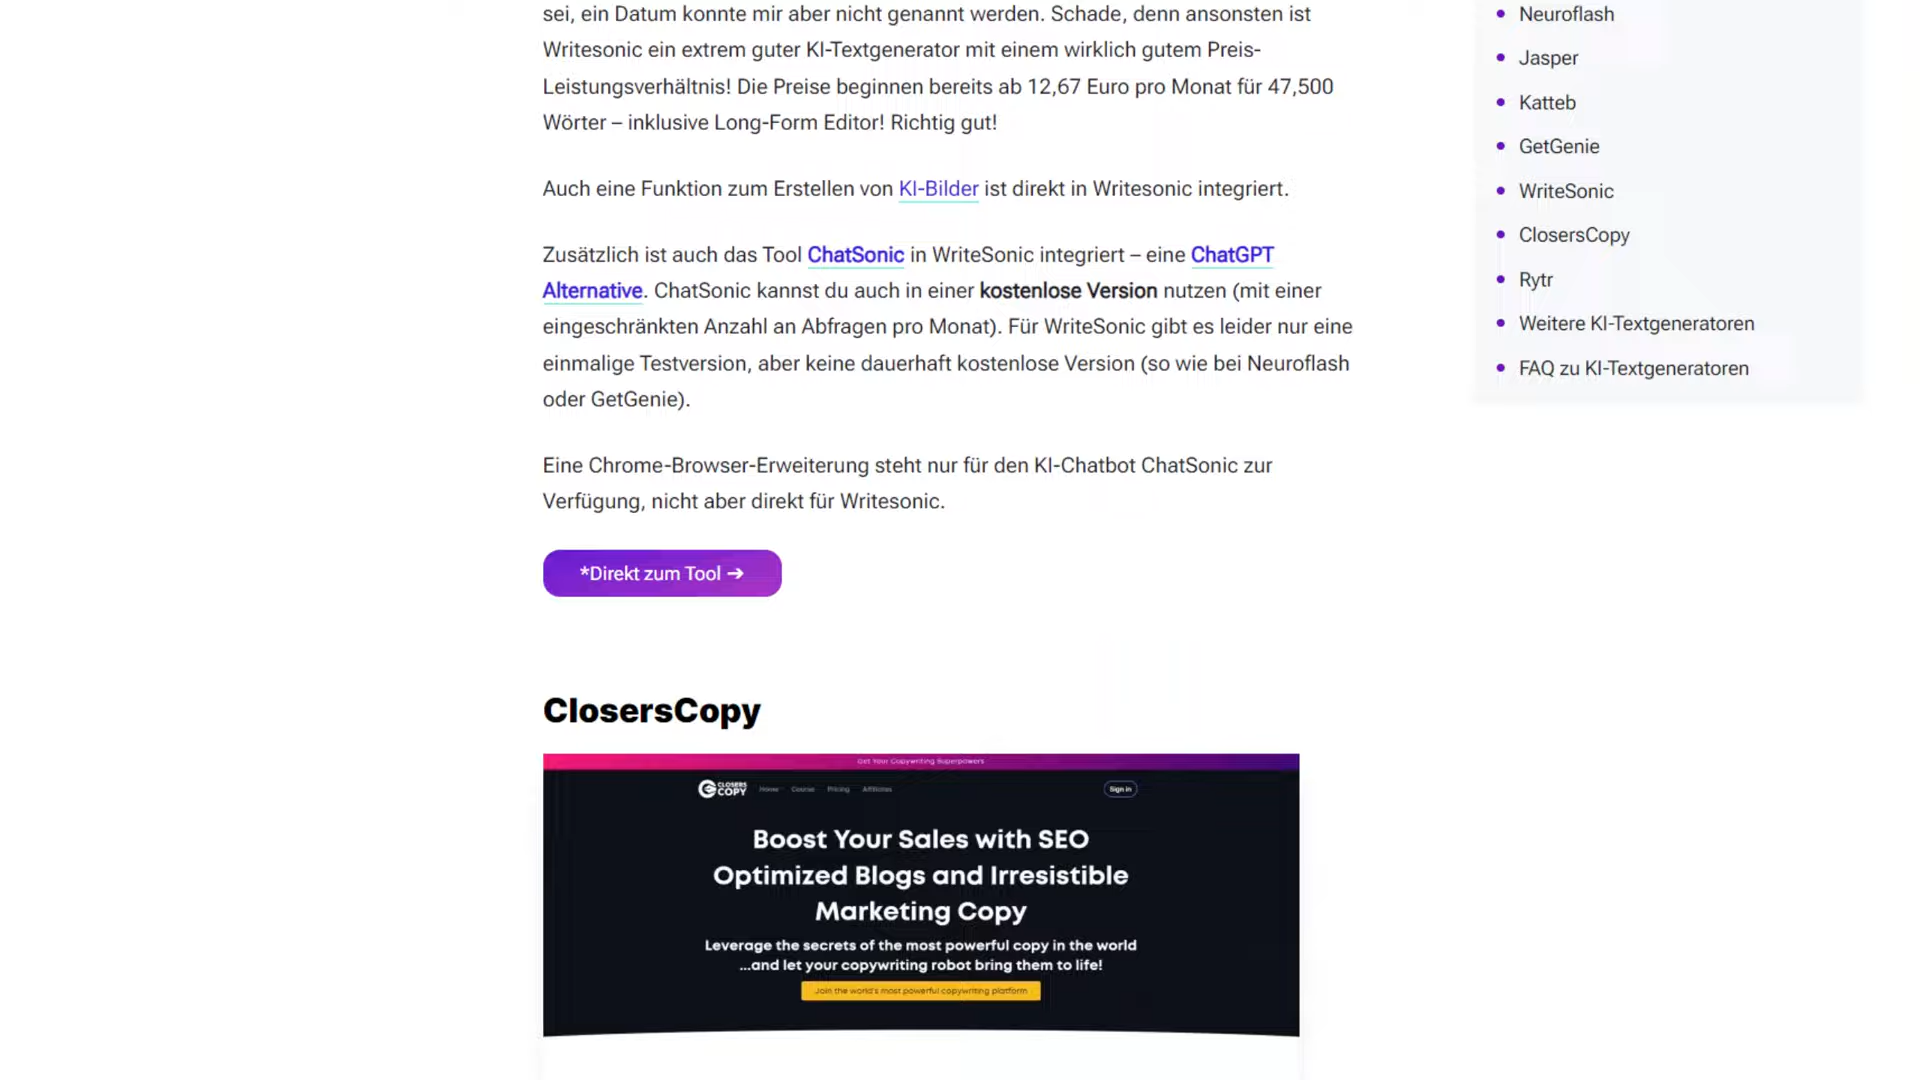 sei, ein Datum konnte mir aber nicht genannt werden. Schade, denn ansonsten ist
Writesonic ein extrem guter KI-Textgenerator mit einem wirklich gutem Preis-
Leistungsverhältnis! Die Preise beginnen bereits ab 12,67 Euro pro Monat für 47,500
Wörter – inklusive Long-Form Editor! Richtig gut!
Auch eine Funktion zum Erstellen von KI-Bilder ist direkt in Writesonic integriert.
Zusätzlich ist auch das Tool ChatSonic in WriteSonic integriert – eine ChatGPT
Alternative. ChatSonic kannst du auch in einer kostenlose Version nutzen (mit einer
eingeschränkten Anzahl an Abfragen pro Monat). Für WriteSonic gibt es leider nur eine
einmalige Testversion, aber keine dauerhaft kostenlose Version (so wie bei Neuroflash
oder GetGenie).
Eine Chrome-Browser-Erweiterung steht nur für den KI-Chatbot ChatSonic zur
Verfügung, nicht aber direkt für Writesonic.
*Direkt zum Tool ➔
ClosersCopy
Get Your Copywriting Superpowers
CLOSERS
COPY
Home Course Pricing Affiliates Sign in
Boost Your Sales with SEO
Optimized Blogs and Irresistible
Marketing Copy
Leverage the secrets of the most powerful copy in the world
...and let your copywriting robot bring them to life!
Join the world's most powerful copywriting platform
Neuroflash
Jasper
Katteb
GetGenie
WriteSonic
ClosersCopy
Rytr
Weitere KI-Textgeneratoren
FAQ zu KI-Textgeneratoren